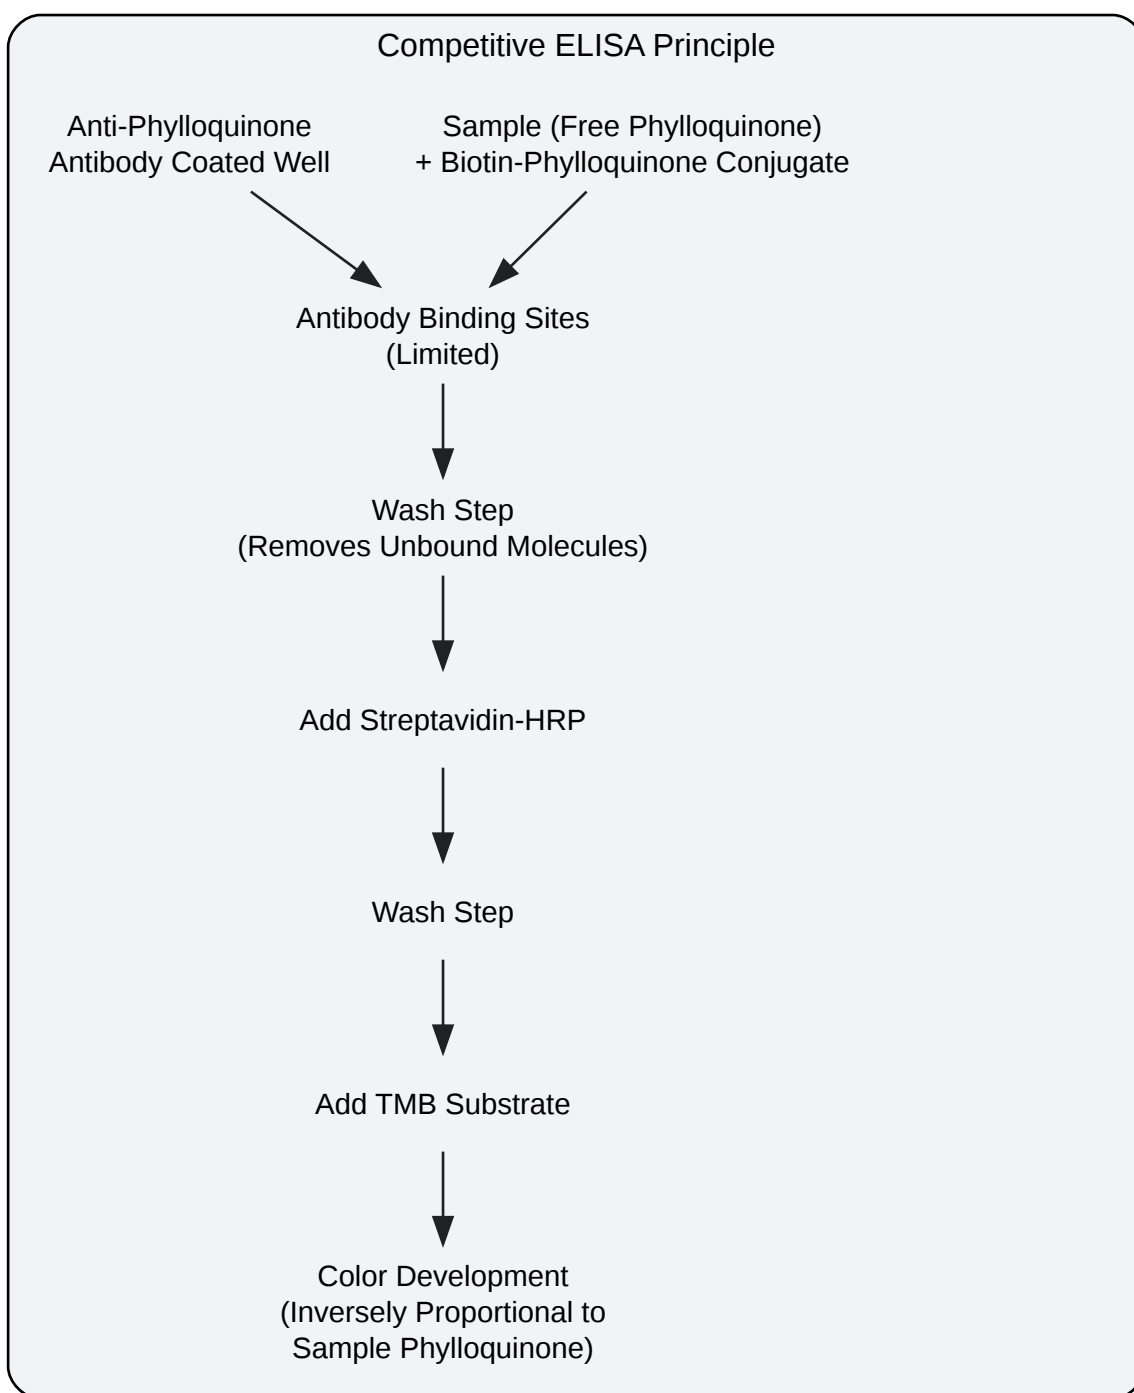 Competitive ELISA Principle
Anti-Phylloquinone
Antibody Coated Well
Sample (Free Phylloquinone)
+ Biotin-Phylloquinone Conjugate
Antibody Binding Sites
(Limited)
Wash Step
(Removes Unbound Molecules)
Add Streptavidin-HRP
Wash Step
Add TMB Substrate
Color Development
(Inversely Proportional to
Sample Phylloquinone)